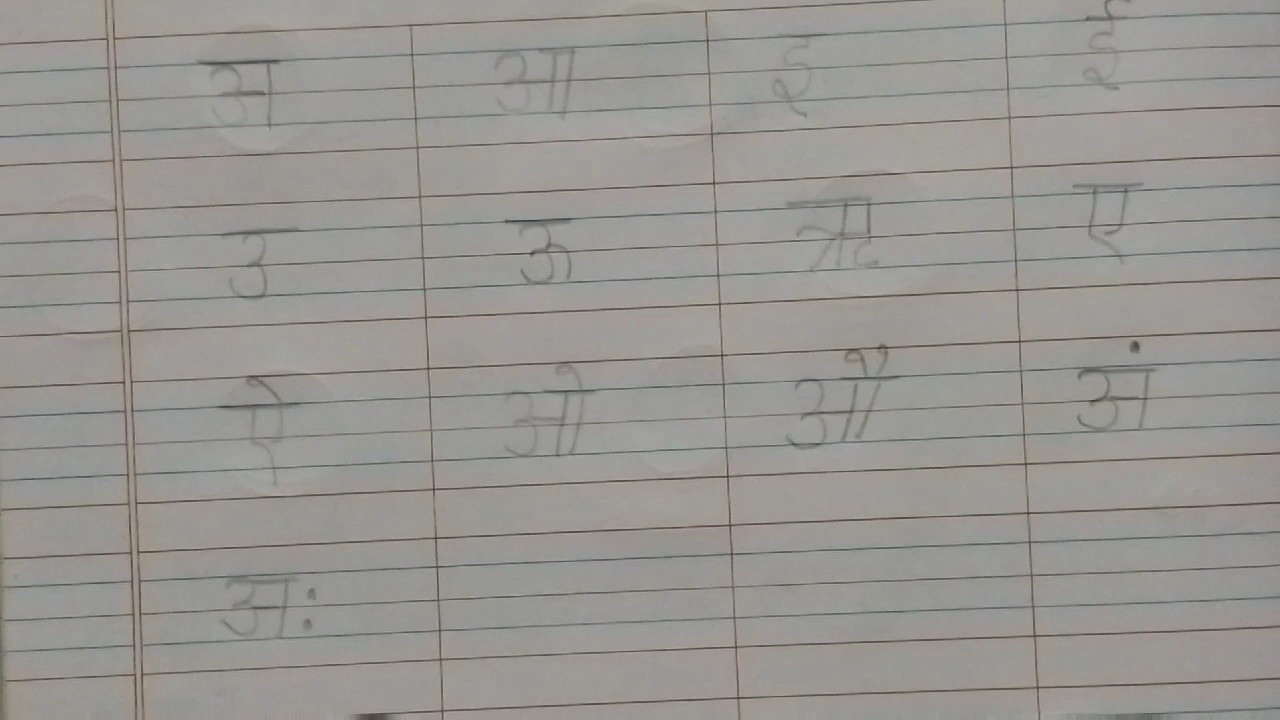 अ आ इ ई
उ ऊ ऋ ए
ऐ ओ औ अं
अः